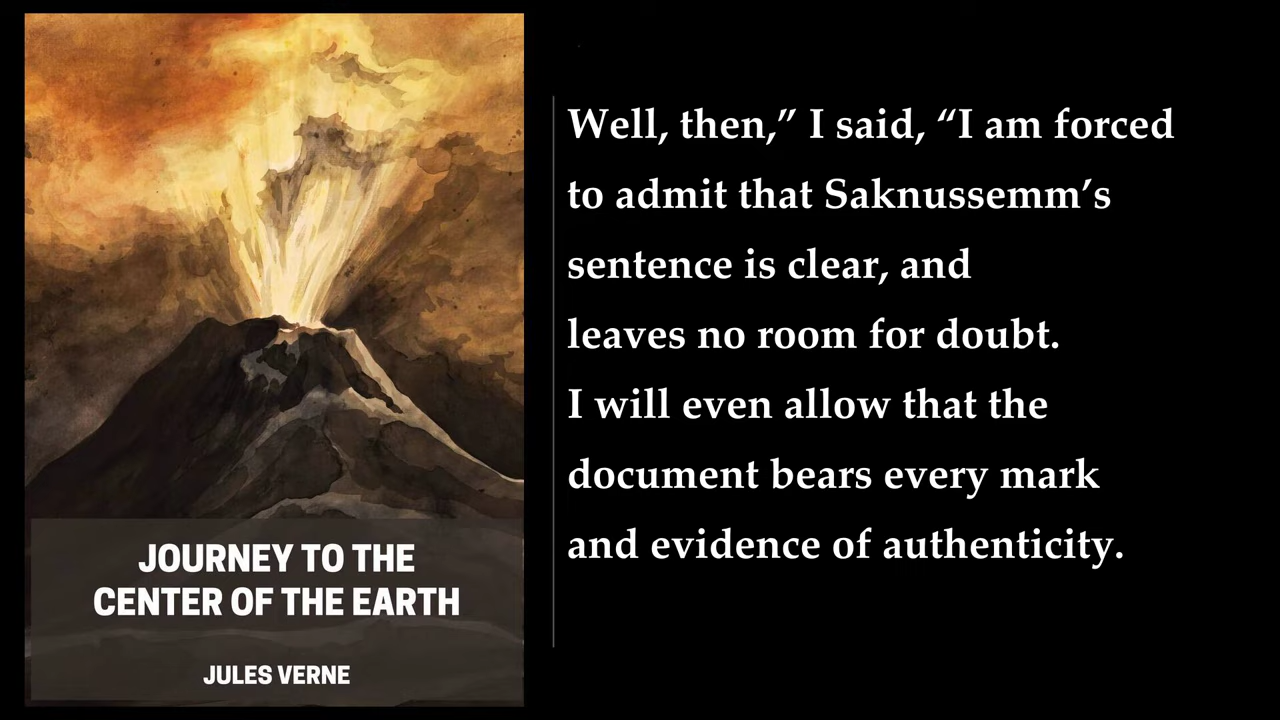 JOURNEY TO THE
CENTER OF THE EARTH
JULES VERNE
Well, then,” I said, “I am forced
to admit that Saknussemm’s
sentence is clear, and
leaves no room for doubt.
I will even allow that the
document bears every mark
and evidence of authenticity.